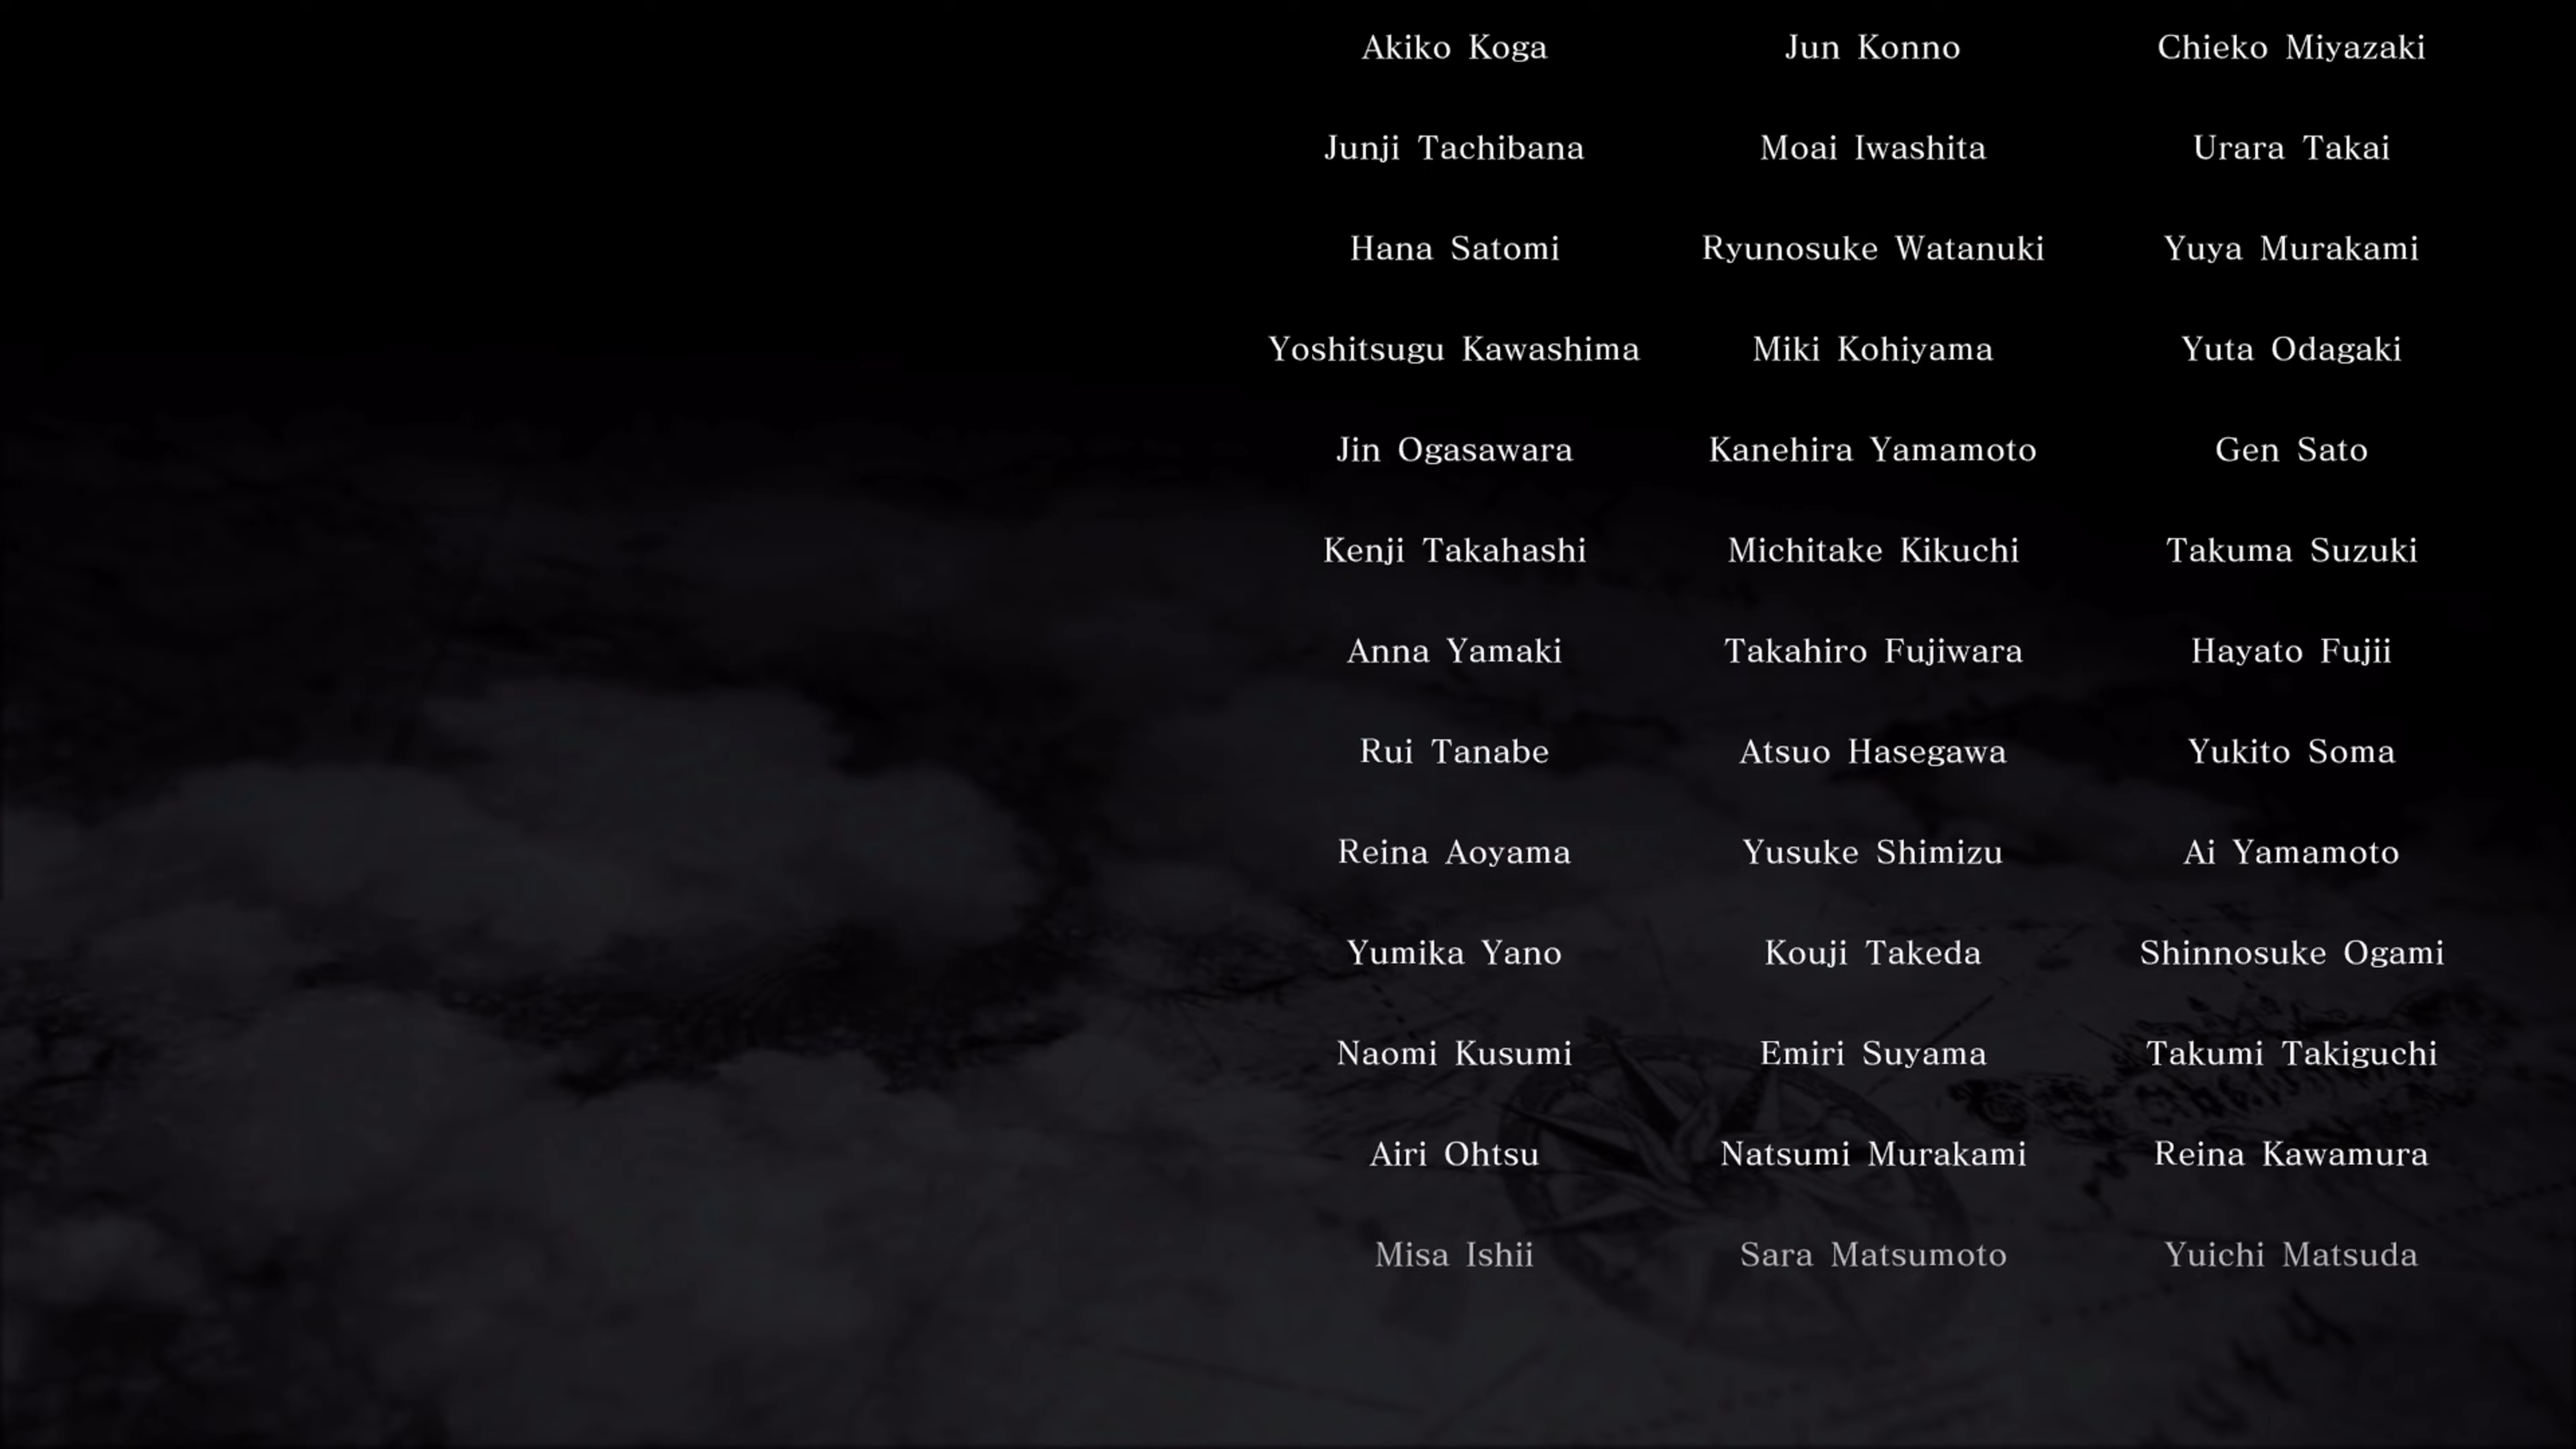 Akiko Koga Jun Konno Chieko Miyazaki
Junji Tachibana Moai Iwashita Urara Takai
Hana Satomi Ryunosuke Watanuki Yuya Murakami
Yoshitsugu Kawashima Miki Kohiyama Yuta Odagaki
Jin Ogasawara Kanehira Yamamoto Gen Sato
Kenji Takahashi Michitake Kikuchi Takuma Suzuki
Anna Yamaki Takahiro Fujiwara Hayato Fujii
Rui Tanabe Atsuo Hasegawa Yukito Soma
Reina Aoyama Yusuke Shimizu Ai Yamamoto
Yumika Yano Kouji Takeda Shinnosuke Ogami
Naomi Kusumi Emiri Suyama Takumi Takiguchi
Airi Ohtsu Natsumi Murakami Reina Kawamura
Misa Ishii Sara Matsumoto Yuichi Matsuda